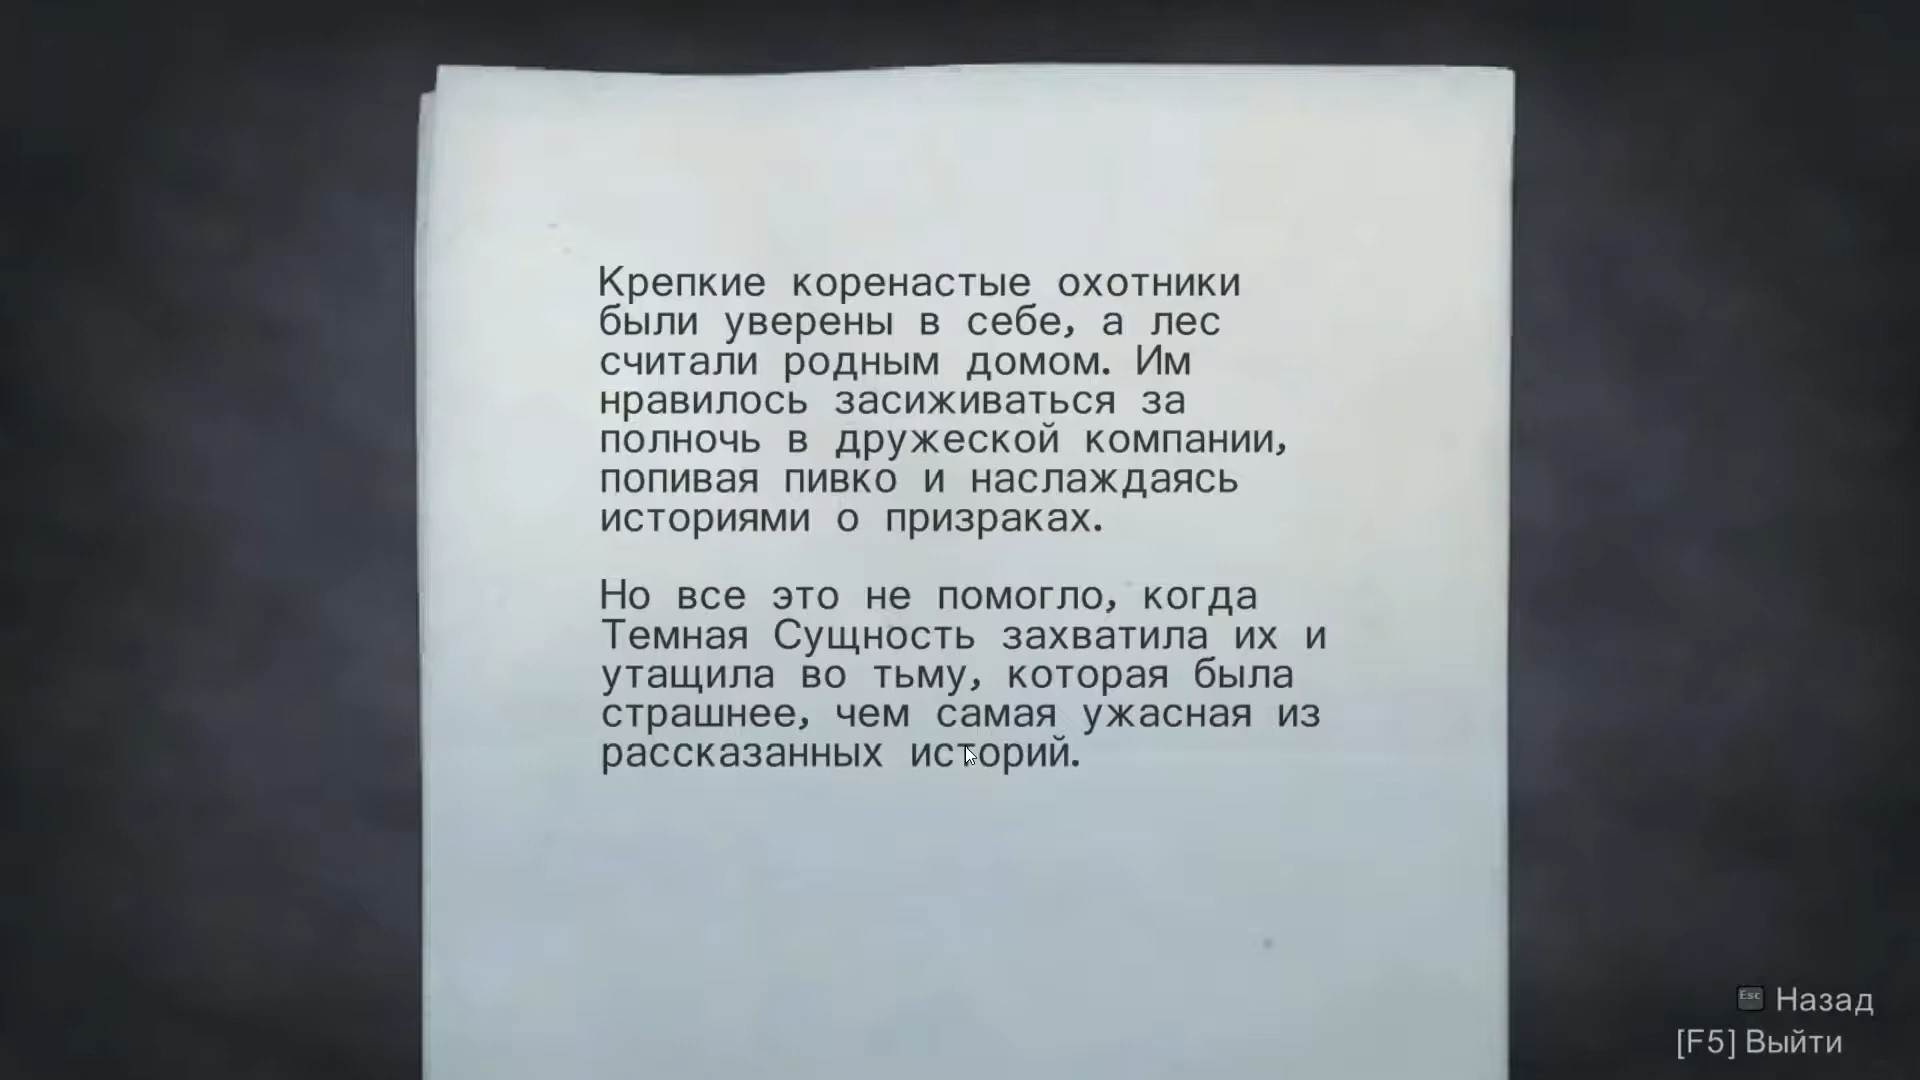 Крепкие коренастые охотники
были уверены в себе, а лес
считали родным домом. Им
нравилось засиживаться за
полночь в дружеской компании,
попивая пивко и наслаждаясь
историями о призраках.
Но все это не помогло, когда
Темная Сущность захватила их и
утащила во тьму, которая была
страшнее, чем самая ужасная из
рассказанных историй.
Esc Назад
[F5] Выйти